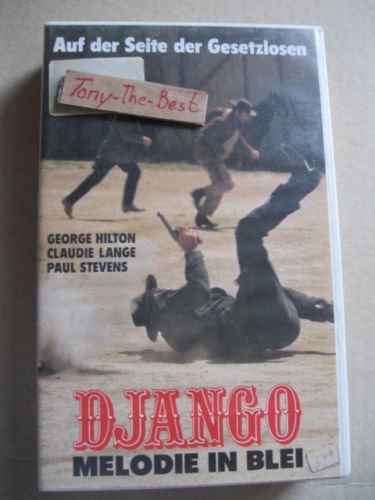 Auf der Seite der Gesetzlosen
Tony-The-Best
GEORGE HILTON
CLAUDIE LANGE
PAUL STEVENS
DJANGO
MELODIE IN BLEI